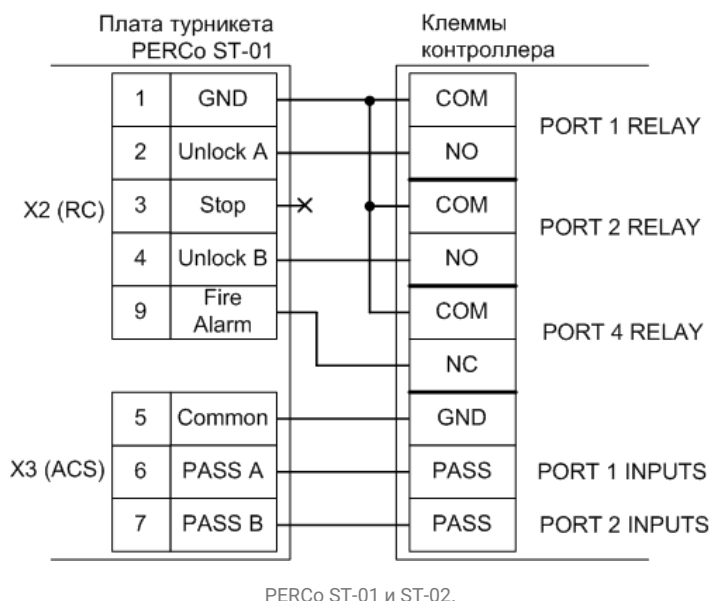 Плата турникета
PERCo ST-01
Клеммы
контроллера
X2 (RC)
1 GND
2 Unlock A
3 Stop
4 Unlock B
9 Fire
Alarm
COM
NO
PORT 1 RELAY
COM
NO
PORT 2 RELAY
COM
NC
PORT 4 RELAY
X3 (ACS)
5 Common
6 PASS A
7 PASS B
GND
PASS PORT 1 INPUTS
PASS PORT 2 INPUTS
PERCo ST-01 и ST-02.